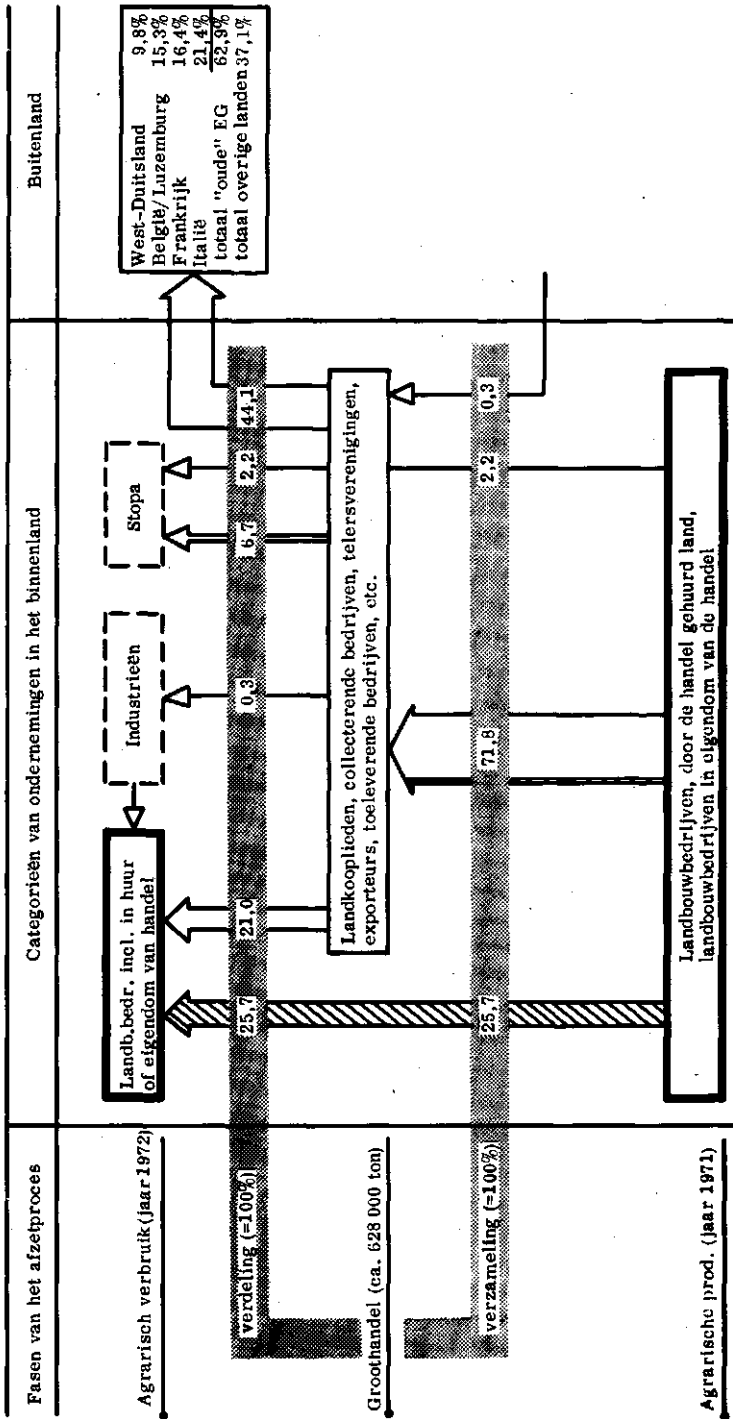 Fasen van het afzetproces
Categorieën van ondernemingen in het binnenland
Buitenland
Agrarisch verbruik (jaar 1972)
Landb.bedr. incl. in huur
of eigendom van handel
Industrieën
Stopa
West-Duitsland 9,8%
België/Luxemburg 15,3%
Frankrijk 16,4%
Italië 21,4%
totaal "oude" EG 62,9%
totaal overige landen 37,1%
verdeling (=100%)
25,7
21,0
0,3
6,7
2,2
44,1
Groothandel (ca. 628 000 ton)
Landkooplieden, collecterende bedrijven, telersverenigingen,
exporteurs, toeleverende bedrijven, etc.
verzameling (=100%)
25,7
71,8
2,2
0,3
Agrarische prod. (jaar 1971)
Landbouwbedrijven, door de handel gehuurd land,
landbouwbedrijven in eigendom van de handel